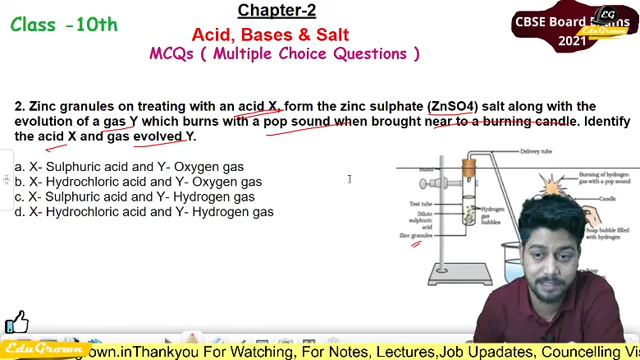 Chapter-2
Class -10th
Acid, Bases & Salt
MCQs ( Multiple Choice Questions )
CBSE Board Exams
2021
EG
EduGrown
2. Zinc granules on treating with an acid X, form the zinc sulphate (ZnSO4) salt along with the
evolution of a gas Y which burns with a pop sound when brought near to a burning candle. Identify
the acid X and gas evolved Y.
a. X- Sulphuric acid and Y- Oxygen gas
b. X- Hydrochloric acid and Y- Oxygen gas
c. X- Sulphuric acid and Y- Hydrogen gas
d. X- Hydrochloric acid and Y- Hydrogen gas
Delivery tube
Stand
Burning of hydrogen
gas with a pop sound
Candle
Test tube
Dilute
sulphuric
acid
Zinc granules
Hydrogen
gas
bubbles
Soap bubble filled
with hydrogen
EduGrown
grown.inThankyou For Watching, For Notes, Lectures,Job Upadates, Councelling Vi